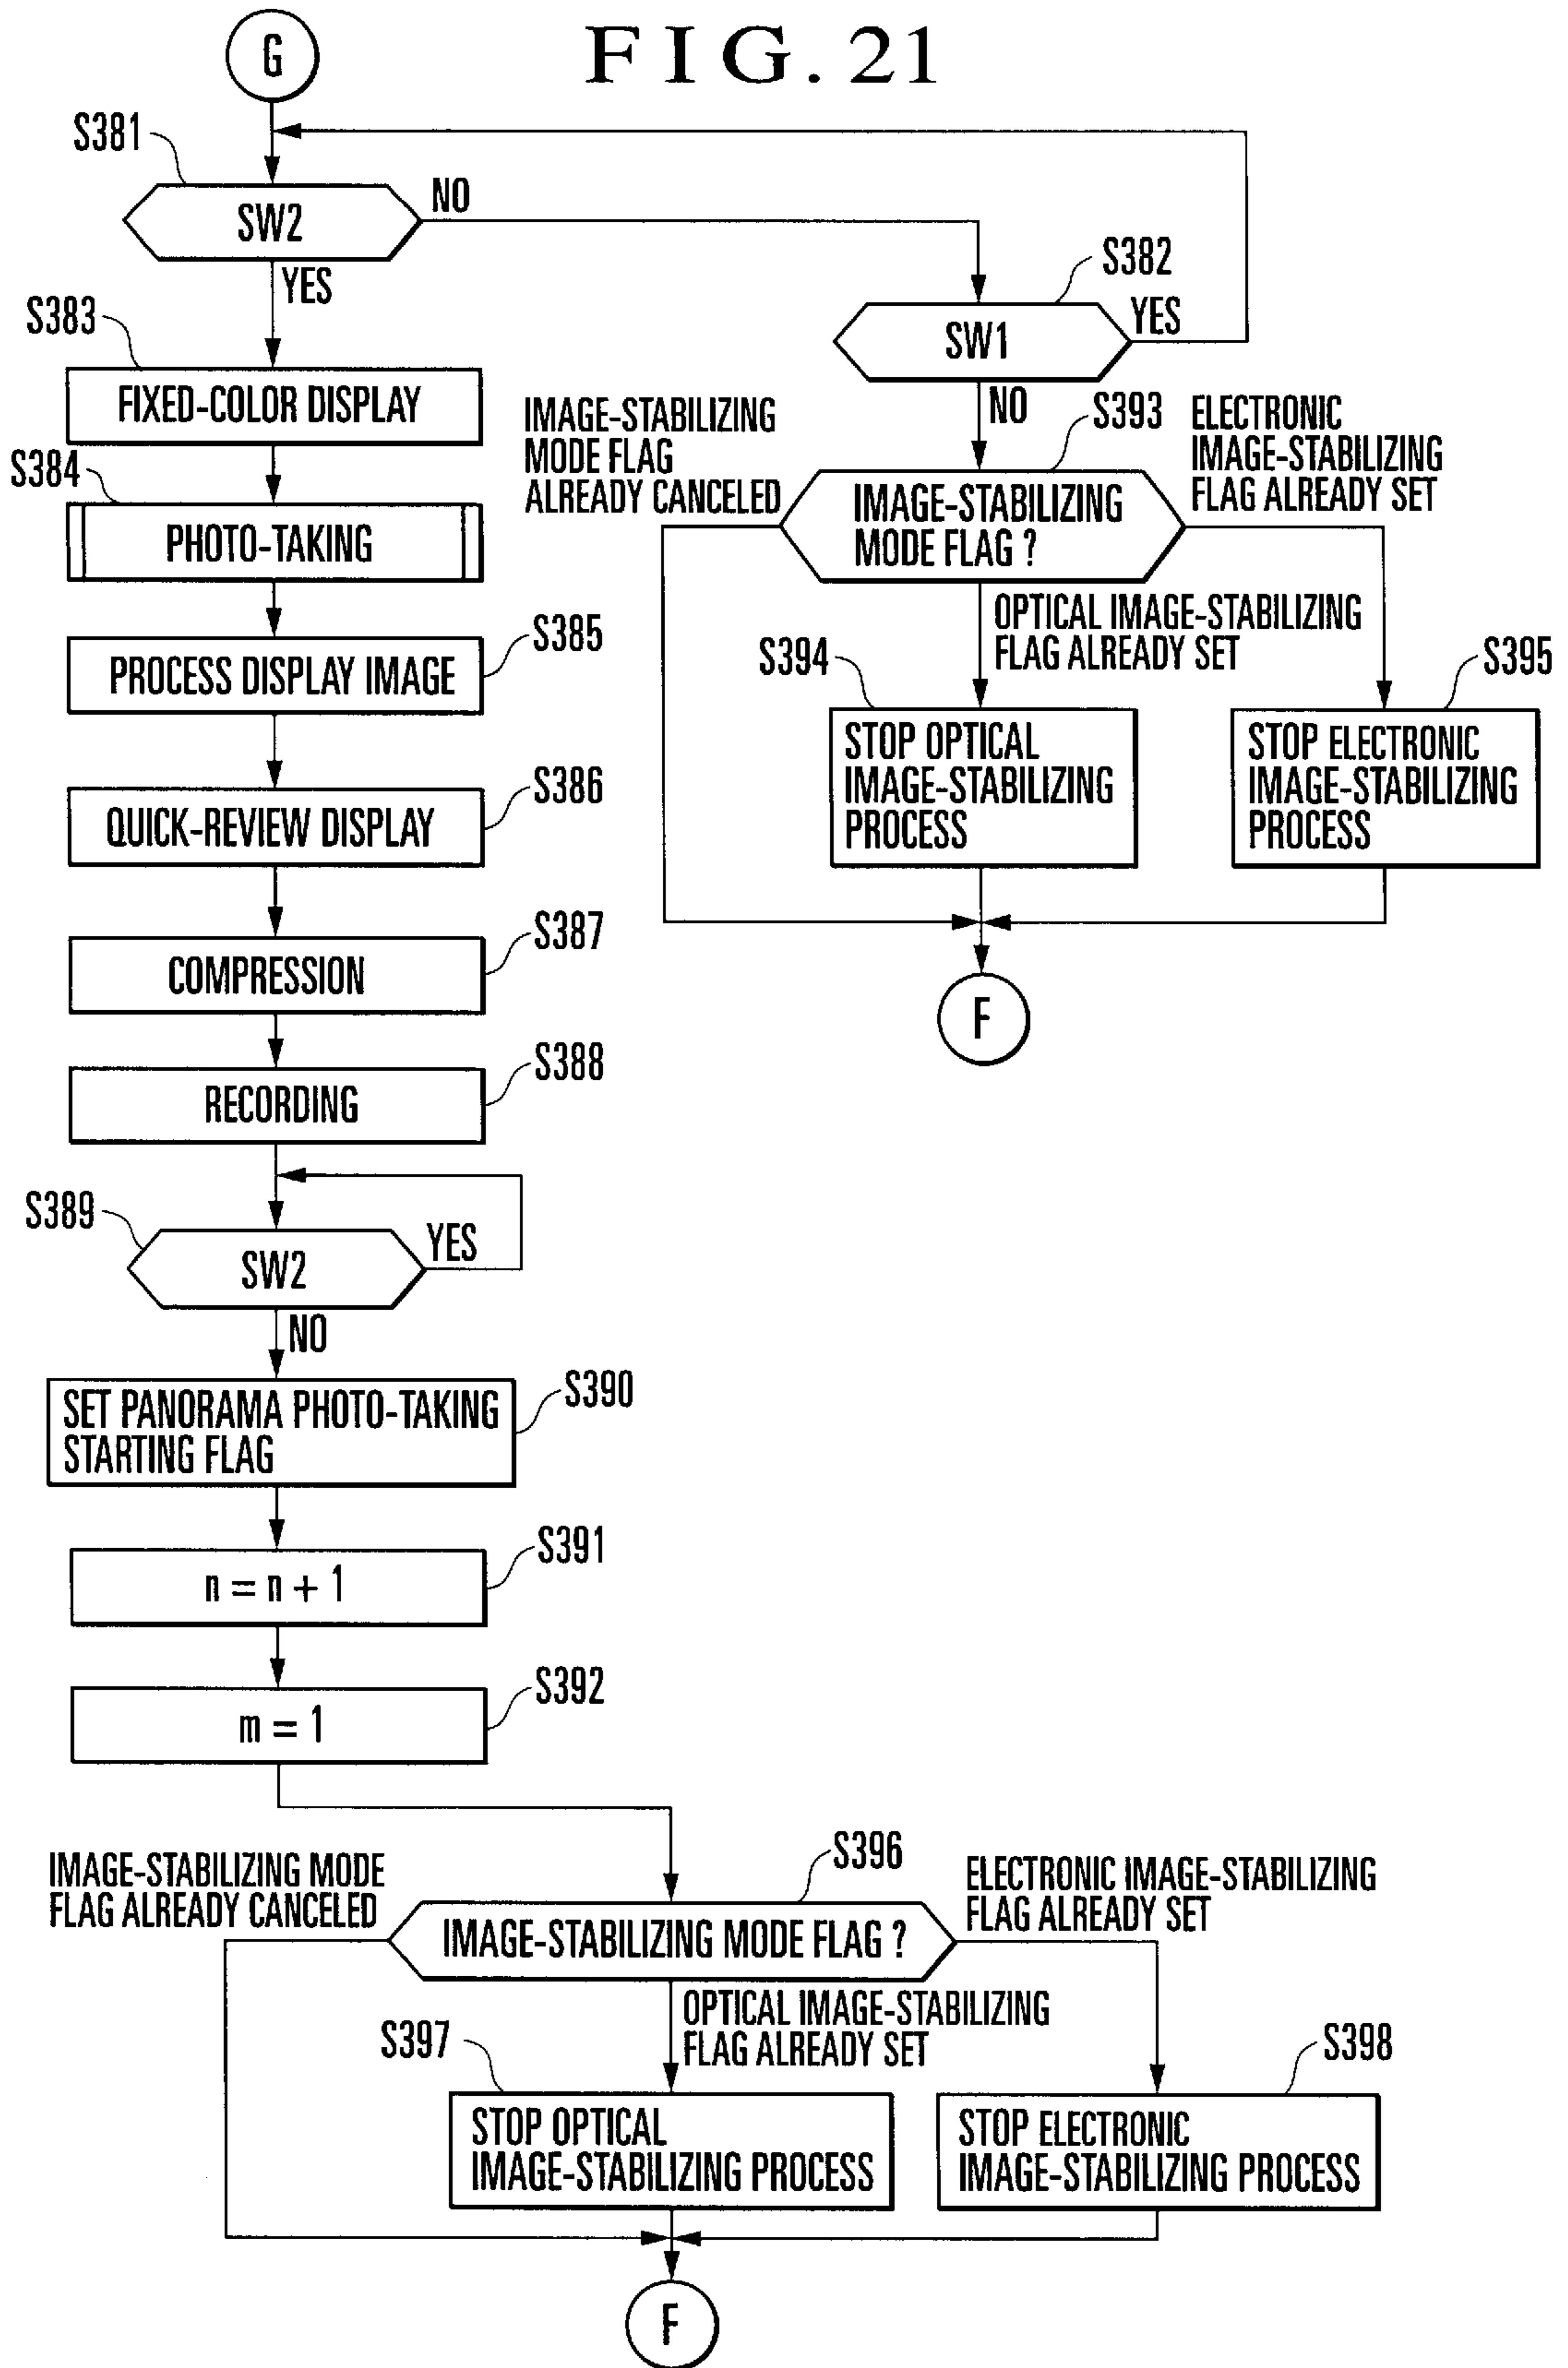 FIG. 21
G
S381
SW2
NO
YES
S382
SW1
YES
NO
S383
FIXED-COLOR DISPLAY
S384
PHOTO-TAKING
S385
PROCESS DISPLAY IMAGE
S386
QUICK-REVIEW DISPLAY
S387
COMPRESSION
S388
RECORDING
S389
SW2
YES
NO
S390
SET PANORAMA PHOTO-TAKING
STARTING FLAG
S391
n = n + 1
S392
m = 1
S393
IMAGE-STABILIZING
MODE FLAG ?
IMAGE-STABILIZING
MODE FLAG
ALREADY CANCELED
ELECTRONIC
IMAGE-STABILIZING
FLAG ALREADY SET
OPTICAL IMAGE-STABILIZING
FLAG ALREADY SET
S394
STOP OPTICAL
IMAGE-STABILIZING
PROCESS
S395
STOP ELECTRONIC
IMAGE-STABILIZING
PROCESS
F
S396
IMAGE-STABILIZING MODE FLAG ?
IMAGE-STABILIZING MODE
FLAG ALREADY CANCELED
ELECTRONIC IMAGE-STABILIZING
FLAG ALREADY SET
OPTICAL IMAGE-STABILIZING
FLAG ALREADY SET
S397
STOP OPTICAL
IMAGE-STABILIZING PROCESS
S398
STOP ELECTRONIC
IMAGE-STABILIZING PROCESS
F